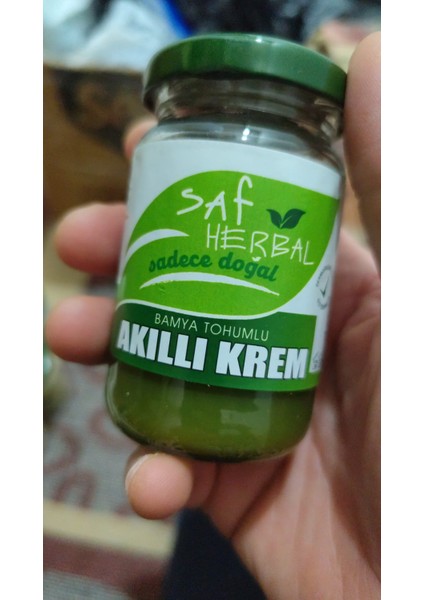 saf
HERBAL
sadece doğal
BAMYA TOHUMLU
AKILLI KREM